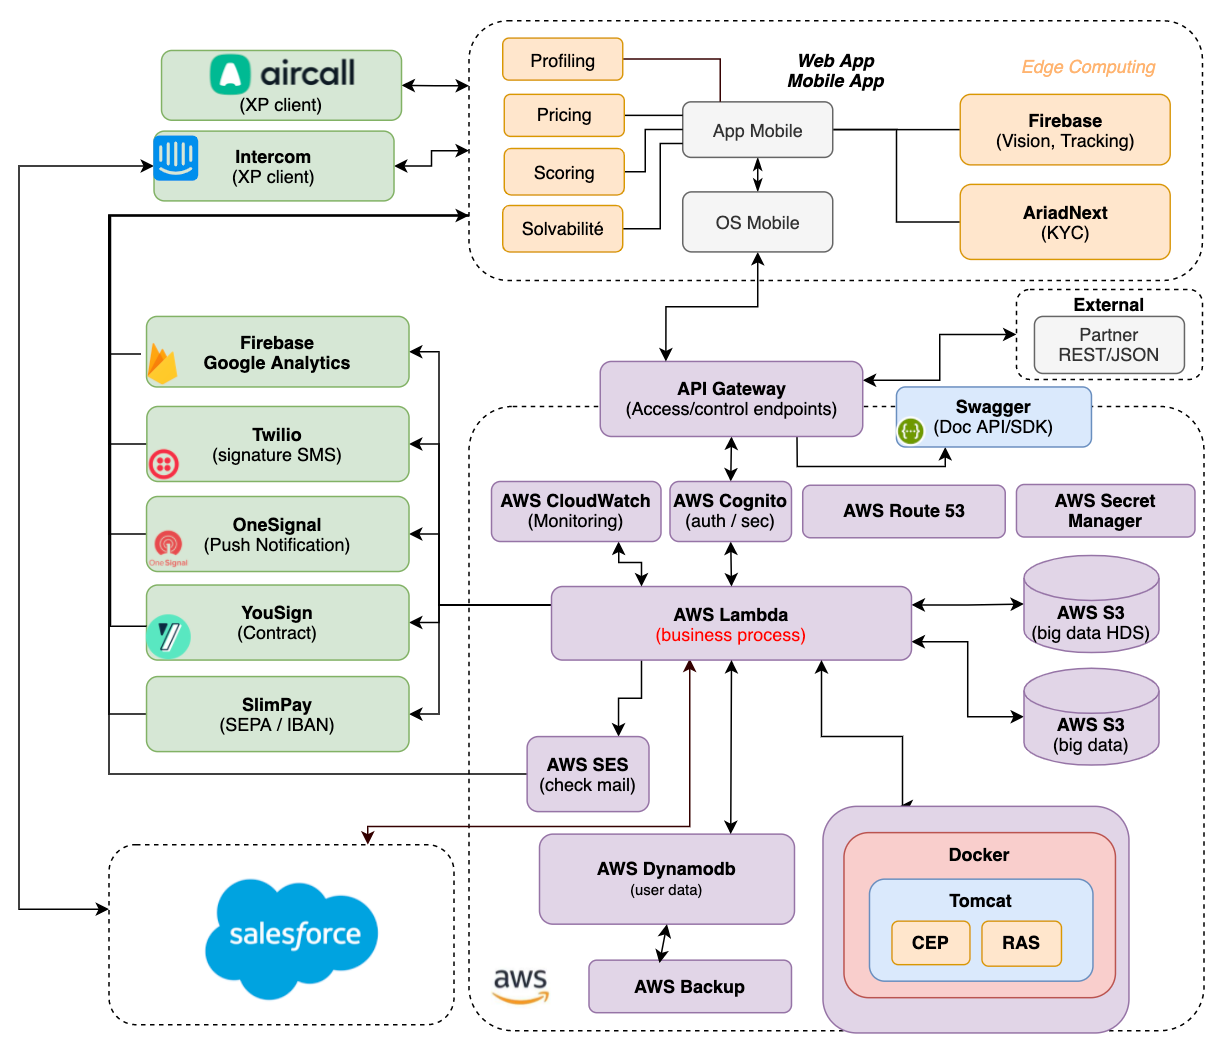 aircall
(XP client)
Intercom
(XP client)
Profiling
Pricing
Scoring
Solvabilité
Web App
Mobile App
Edge Computing
App Mobile
OS Mobile
Firebase
(Vision, Tracking)
AriadNext
(KYC)
External
Partner
REST/JSON
Firebase
Google Analytics
Twilio
(signature SMS)
OneSignal
(Push Notification)
OneSignal
YouSign
(Contract)
SlimPay
(SEPA / IBAN)
API Gateway
(Access/control endpoints)
Swagger
(Doc API/SDK)
{···}
AWS CloudWatch
(Monitoring)
AWS Cognito
(auth / sec)
AWS Route 53
AWS Secret
Manager
AWS Lambda
(business process)
AWS S3
(big data HDS)
AWS S3
(big data)
AWS SES
(check mail)
AWS Dynamodb
(user data)
AWS Backup
Docker
Tomcat
CEP
RAS
salesforce
aws